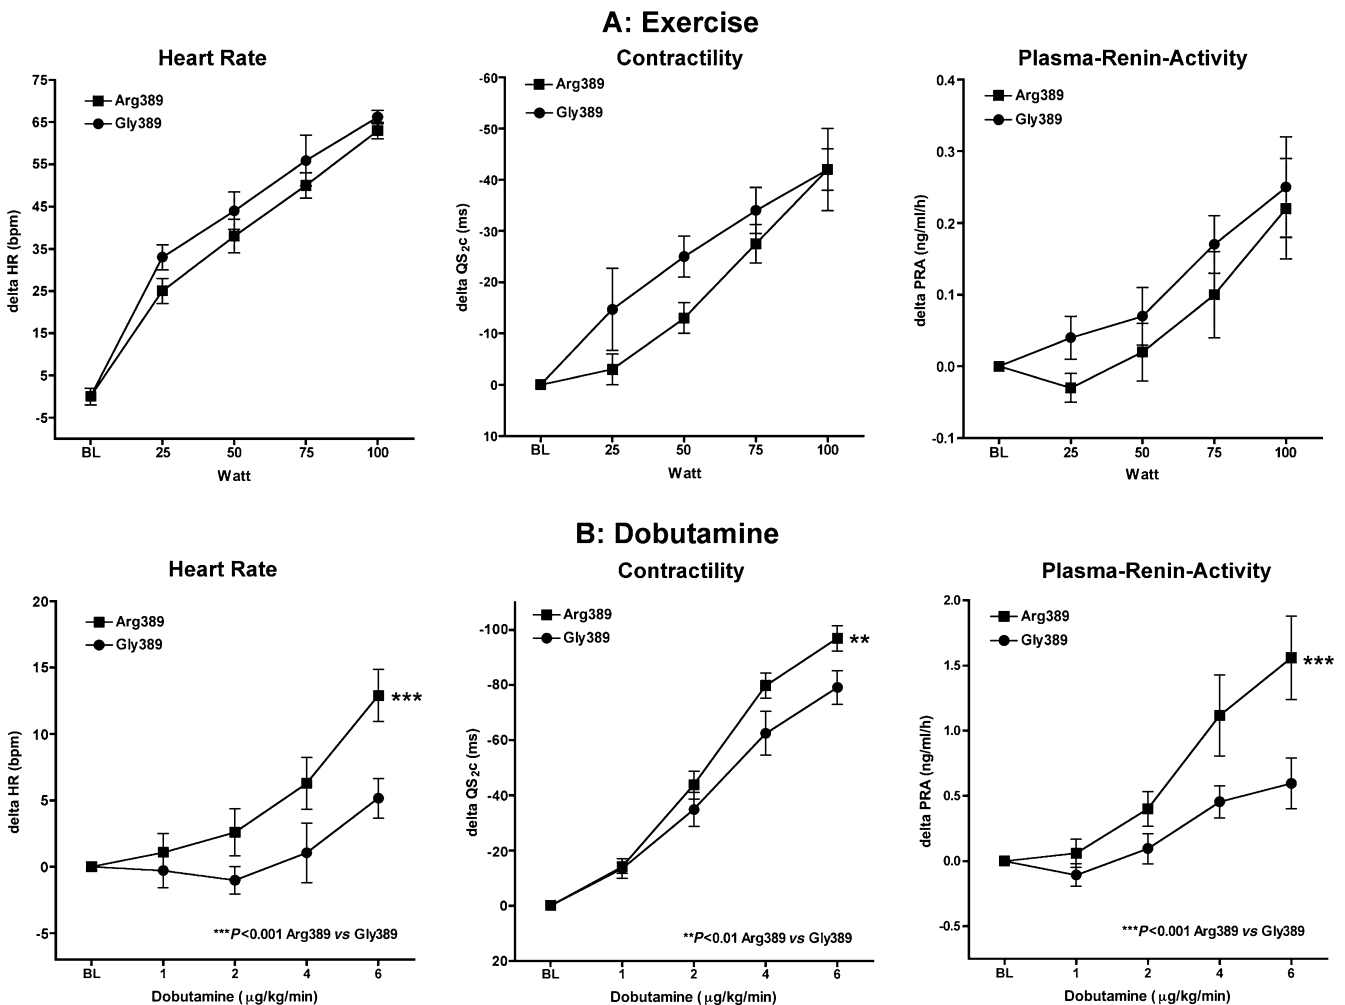 A: Exercise
Heart Rate
75
65
55
45
35
25
15
5
-5
delta HR (bpm)
Arg389
Gly389
BL
25
50
75
100
Watt
Contractility
-60
-50
-40
-30
-20
-10
0
10
delta QS2c (ms)
Arg389
Gly389
BL
25
50
75
100
Watt
Plasma-Renin-Activity
0.4
0.3
0.2
0.1
0.0
-0.1
delta PRA (ng/ml/h)
Arg389
Gly389
BL
25
50
75
100
Watt
B: Dobutamine
Heart Rate
20
15
10
5
0
-5
delta HR (bpm)
Arg389
Gly389
***
***P<0.001 Arg389 vs Gly389
BL
1
2
4
6
Dobutamine (µg/kg/min)
Contractility
-100
-80
-60
-40
-20
0
20
delta QS2c (ms)
Arg389
Gly389
**
**P<0.01 Arg389 vs Gly389
BL
1
2
4
6
Dobutamine (µg/kg/min)
Plasma-Renin-Activity
2.0
1.5
1.0
0.5
0.0
-0.5
delta PRA (ng/ml/h)
Arg389
Gly389
***
***P<0.001 Arg389 vs Gly389
BL
1
2
4
6
Dobutamine (µg/kg/min)